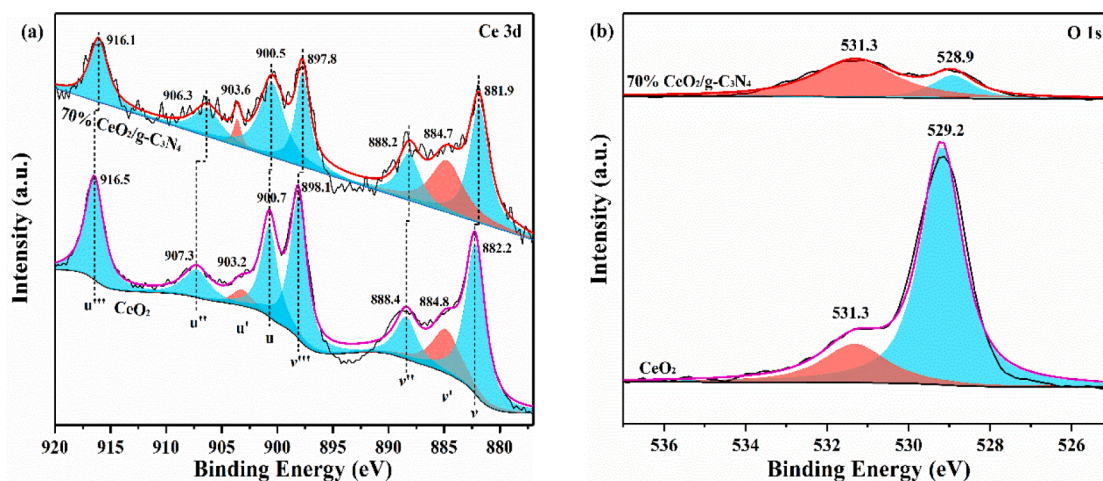 (a)
Ce 3d
916.1
906.3
903.6
900.5
897.8
888.2
884.7
881.9
70% CeO₂/g-C₃N₄
916.5
907.3
903.2
900.7
898.1
888.4
884.8
882.2
u'''
CeO₂
u''
u'
u
v'''
v''
v'
v
Intensity (a.u.)
920 915 910 905 900 895 890 885 880
Binding Energy (eV)
(b)
O 1s
531.3
528.9
70% CeO₂/g-C₃N₄
529.2
531.3
CeO₂
Intensity (a.u.)
536 534 532 530 528 526
Binding Energy (eV)